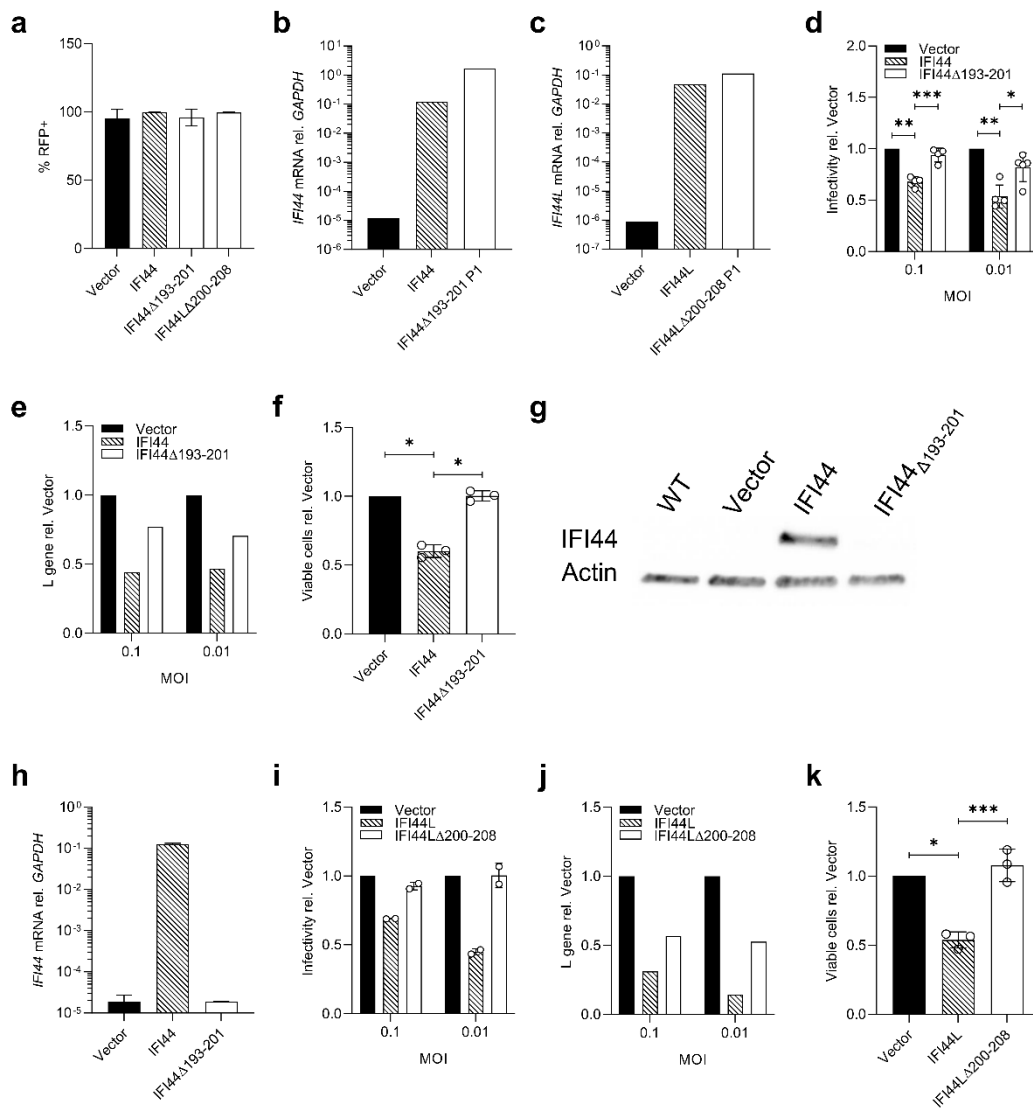 a
% RFP+
150
100
50
0
Vector
IFI44
IFI44Δ193-201
IFI44LΔ200-208
b
IFI44 mRNA rel. GAPDH
10^1
10^0
10^-1
10^-2
10^-3
10^-4
10^-5
10^-6
Vector
IFI44
IFI44Δ193-201 P1
c
IFI44L mRNA rel. GAPDH
10^0
10^-1
10^-2
10^-3
10^-4
10^-5
10^-6
10^-7
Vector
IFI44L
IFI44LΔ200-208 P1
d
Vector
IFI44
IFI44Δ193-201
Infectivity rel. Vector
2.0
1.5
1.0
0.5
0.0
** *** ** *
0.1 0.01
MOI
e
Vector
IFI44
IFI44Δ193-201
L gene rel. Vector
1.5
1.0
0.5
0.0
0.1 0.01
MOI
f
Viable cells rel. Vector
1.5
1.0
0.5
0.0
* *
Vector
IFI44
IFI44Δ193-201
g
WT
Vector
IFI44
IFI44Δ193-201
IFI44
Actin
h
IFI44 mRNA rel. GAPDH
10^0
10^-1
10^-2
10^-3
10^-4
10^-5
Vector
IFI44
IFI44Δ193-201
i
Vector
IFI44L
IFI44LΔ200-208
Infectivity rel. Vector
1.5
1.0
0.5
0.0
0.1 0.01
MOI
j
Vector
IFI44L
IFI44LΔ200-208
L gene rel. Vector
1.5
1.0
0.5
0.0
0.1 0.01
MOI
k
Viable cells rel. Vector
1.5
1.0
0.5
0.0
* ***
Vector
IFI44L
IFI44LΔ200-208